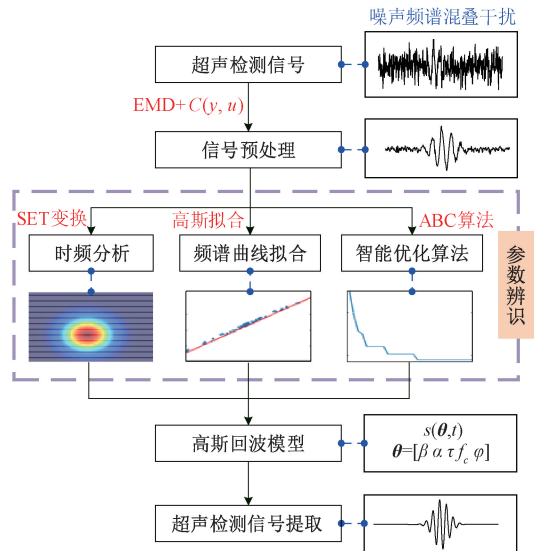 噪声频谱混叠干扰
超声检测信号
EMD+C(y, u)
信号预处理
SET变换
高斯拟合
ABC算法
时频分析
频谱曲线拟合
智能优化算法
参数辨识
高斯回波模型
s(θ,t)
θ=[β α τ f_c φ]
超声检测信号提取